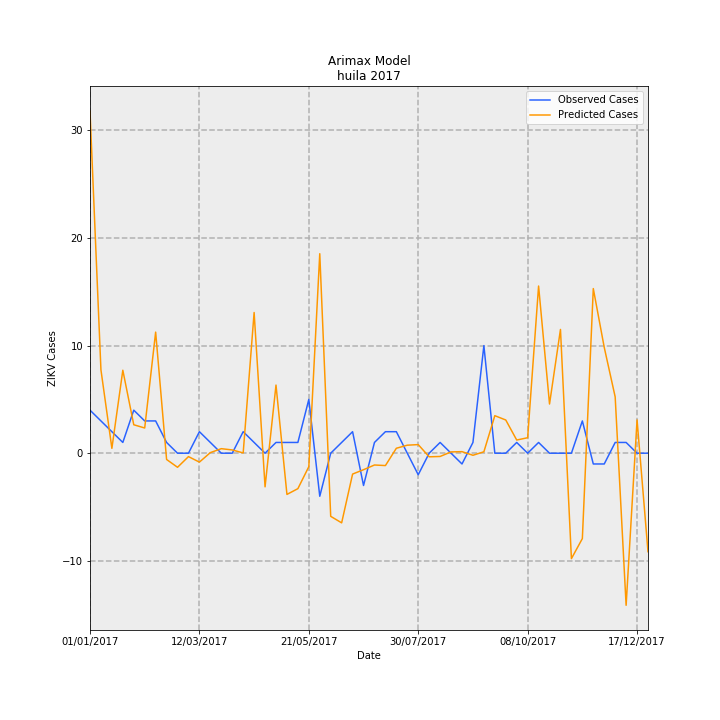 Arimax Model
huila 2017
Observed Cases
Predicted Cases
30
20
10
0
−10
ZIKV Cases
01/01/2017
12/03/2017
21/05/2017
30/07/2017
08/10/2017
17/12/2017
Date